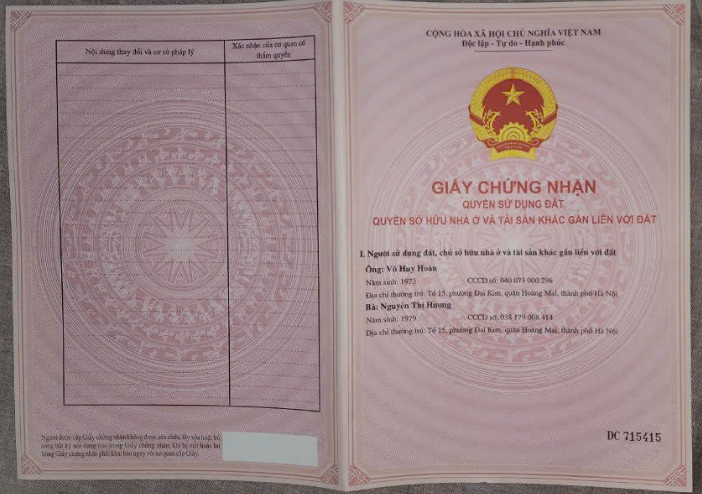 Nội dung thay đổi và cơ sở pháp lý
Xác nhận của cơ quan có
thẩm quyền
Người được cấp Giấy chứng nhận không được sửa chữa, tẩy xóa hoặc bổ
sung bất kỳ nội dung nào trong Giấy chứng nhận; khi bị mất hoặc hư
hỏng Giấy chứng nhận phải khai báo ngay với cơ quan cấp Giấy.
CỘNG HÒA XÃ HỘI CHỦ NGHĨA VIỆT NAM
Độc lập - Tự do - Hạnh phúc
GIẤY CHỨNG NHẬN
QUYỀN SỬ DỤNG ĐẤT
QUYỀN SỞ HỮU NHÀ Ở VÀ TÀI SẢN KHÁC GẮN LIỀN VỚI ĐẤT
I. Người sử dụng đất, chủ sở hữu nhà ở và tài sản khác gắn liền với đất
Ông: Võ Huy Hoàn
Năm sinh: 1973 CCCD số: 040 073 000 296
Địa chỉ thường trú: Tổ 15, phường Đại Kim, quận Hoàng Mai, thành phố Hà Nội
Bà: Nguyễn Thị Hương
Năm sinh: 1979 CCCD số: 038 179 008 414
Địa chỉ thường trú: Tổ 15, phường Đại Kim, quận Hoàng Mai, thành phố Hà Nội
DC 715415